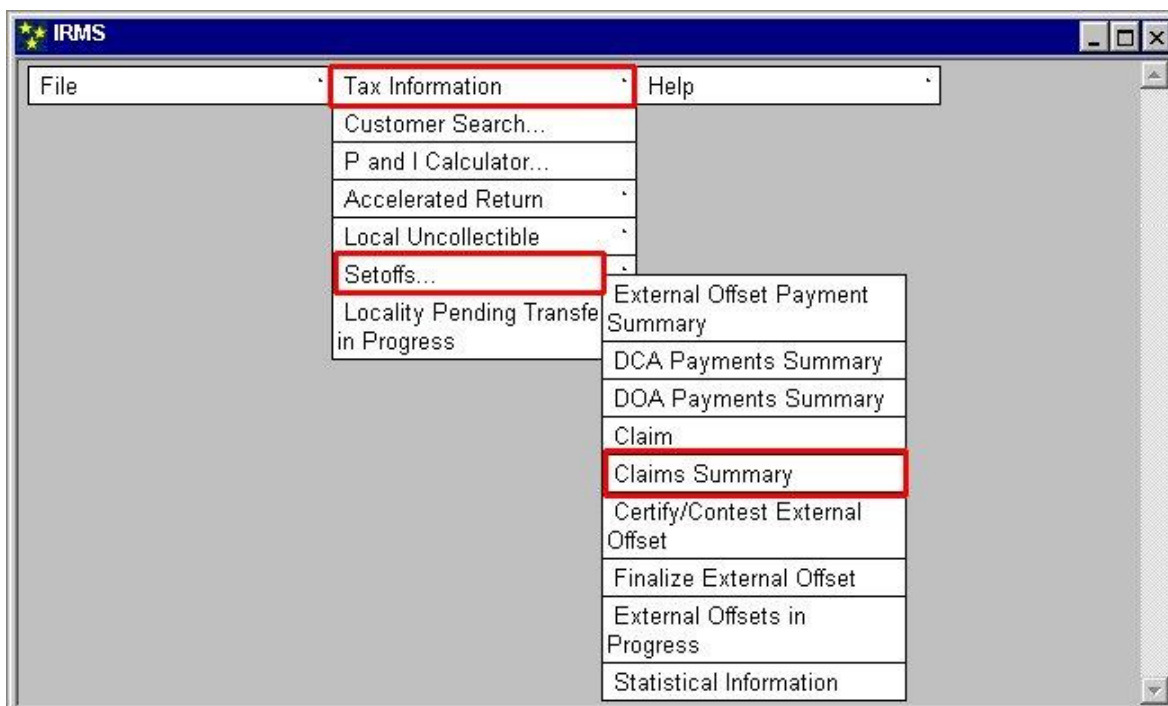 IRMS
File Tax Information Help
Customer Search...
P and I Calculator...
Accelerated Return
Local Uncollectible
Setoffs...
Locality Pending Transfe
in Progress
External Offset Payment
Summary
DCA Payments Summary
DOA Payments Summary
Claim
Claims Summary
Certify/Contest External
Offset
Finalize External Offset
External Offsets in
Progress
Statistical Information